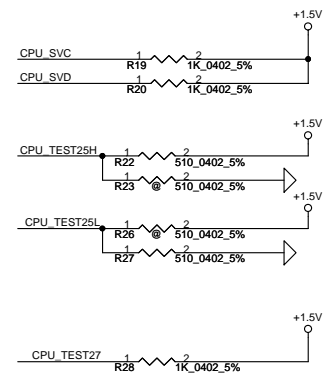 +1.5V
CPU_SVC 1 2
R19 1K_0402_5%
CPU_SVD 1 2
R20 1K_0402_5%
+1.5V
CPU_TEST25H 1 2
R22 510_0402_5%
1 2
R23 @ 510_0402_5%
+1.5V
CPU_TEST25L 1 2
R26 @ 510_0402_5%
1 2
R27 510_0402_5%
+1.5V
CPU_TEST27 1 2
R28 1K_0402_5%